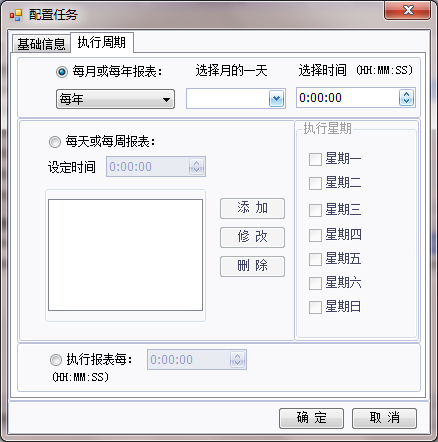 配置任务
基础信息 执行周期
每月或每年报表: 选择月的一天 选择时间 (HH:MM:SS)
每年 0:00:00
每天或每周报表:
设定时间 0:00:00
添 加
修 改
删 除
执行星期
星期一
星期二
星期三
星期四
星期五
星期六
星期日
执行报表每: 0:00:00
(HH:MM:SS)
确 定 取 消